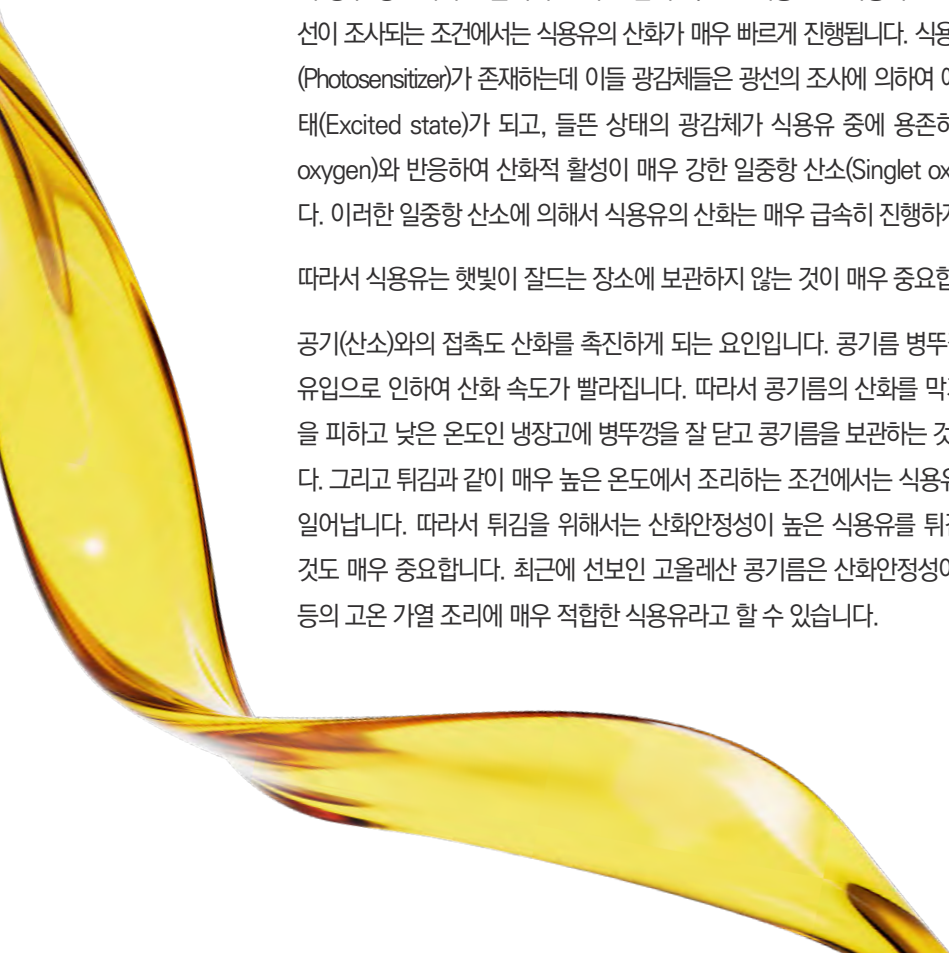 선이 조사되는 조건에서는 식용유의 산화가 매우 빠르게 진행됩니다. 식용
(Photosensitizer)가 존재하는데 이들 광감체들은 광선의 조사에 의하여
태(Excited state)가 되고, 들뜬 상태의 광감체가 식용유 중에 용존하
oxygen)와 반응하여 산화적 활성이 매우 강한 일중항 산소(Singlet ox
다. 이러한 일중항 산소에 의해서 식용유의 산화는 매우 급속히 진행하
따라서 식용유는 햇빛이 잘드는 장소에 보관하지 않는 것이 매우 중요합
공기(산소)와의 접촉도 산화를 촉진하게 되는 요인입니다. 콩기름 병뚜
유입으로 인하여 산화 속도가 빨라집니다. 따라서 콩기름의 산화를 막
을 피하고 낮은 온도인 냉장고에 병뚜껑을 잘 닫고 콩기름을 보관하는 것
다. 그리고 튀김과 같이 매우 높은 온도에서 조리하는 조건에서는 식용유
일어납니다. 따라서 튀김을 위해서는 산화안정성이 높은 식용유를 튀
것도 매우 중요합니다. 최근에 선보인 고올레산 콩기름은 산화안정성이
등의 고온 가열 조리에 매우 적합한 식용유라고 할 수 있습니다.